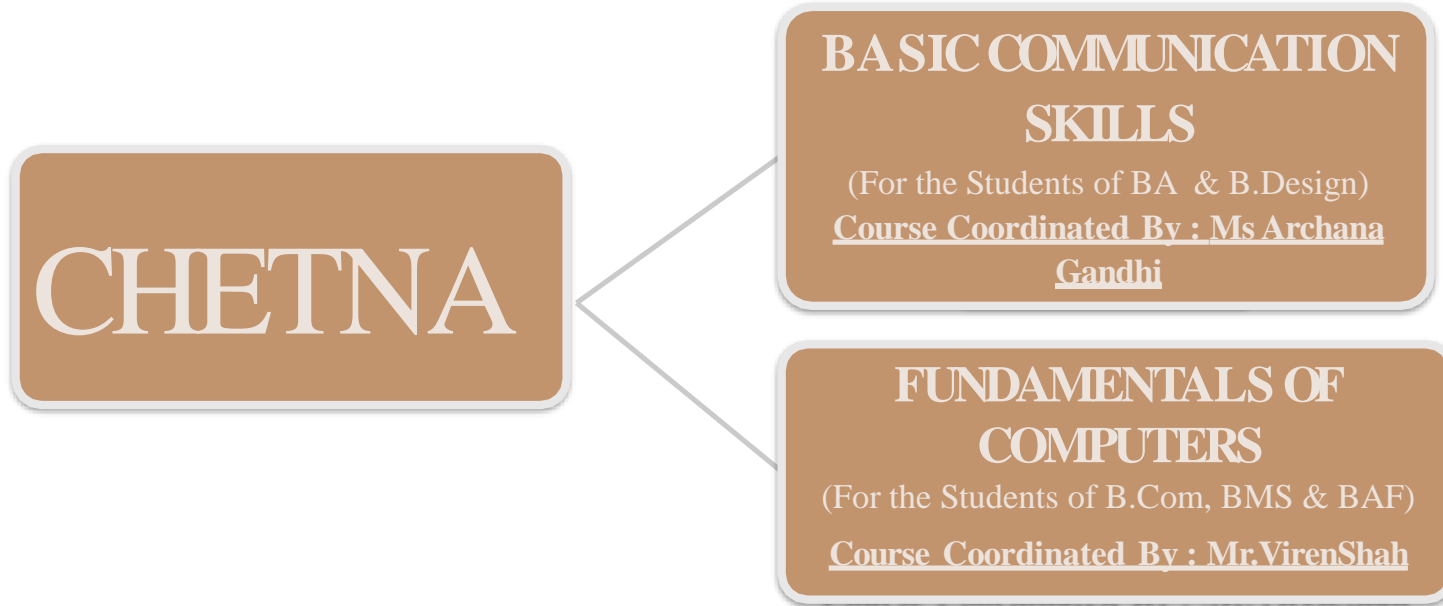 CHETNA
BASIC COMMUNICATION
SKILLS
(For the Students of BA & B.Design)
Course Coordinated By : Ms Archana
Gandhi
FUNDAMENTALS OF
COMPUTERS
(For the Students of B.Com, BMS & BAF)
Course Coordinated By : Mr.VirenShah